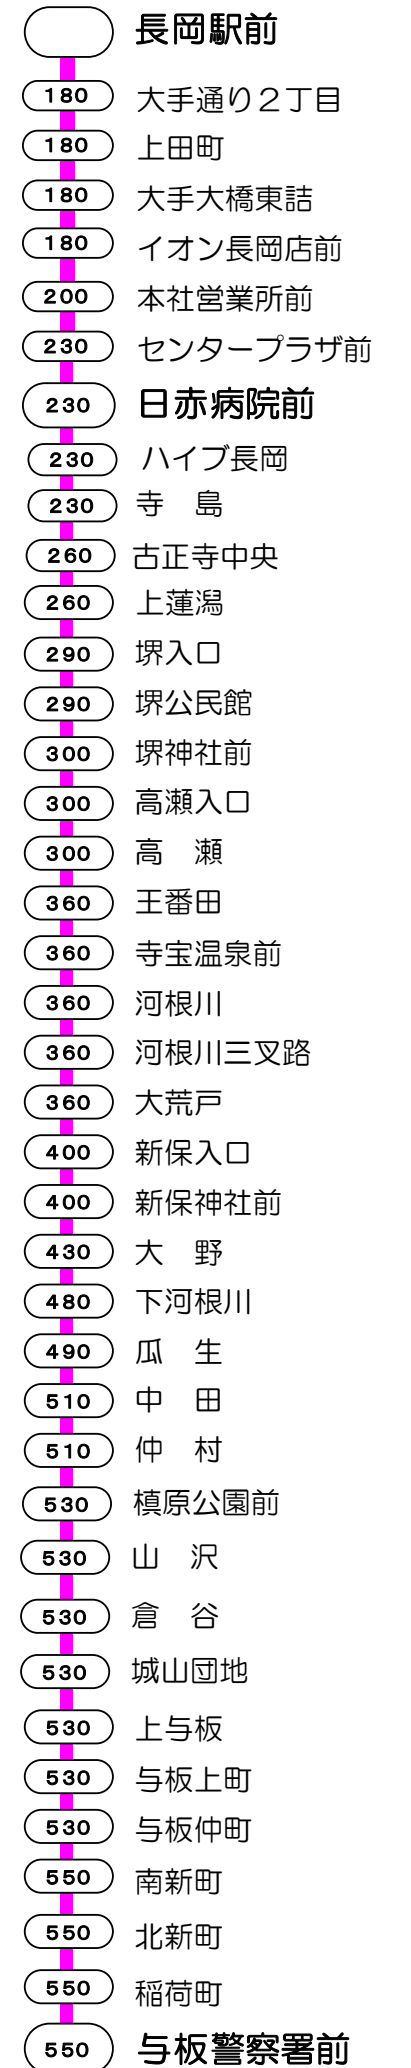 長岡駅前
180 大手通り２丁目
180 上田町
180 大手大橋東詰
180 イオン長岡店前
200 本社営業所前
230 センタープラザ前
230 日赤病院前
230 ハイブ長岡
230 寺　島
260 古正寺中央
260 上蓮潟
290 堺入口
290 堺公民館
300 堺神社前
300 高瀬入口
300 高　瀬
360 王番田
360 寺宝温泉前
360 河根川
360 河根川三叉路
360 大荒戸
400 新保入口
400 新保神社前
430 大　野
480 下河根川
490 瓜　生
510 中　田
510 仲　村
530 槙原公園前
530 山　沢
530 倉　谷
530 城山団地
530 上与板
530 与板上町
530 与板仲町
550 南新町
550 北新町
550 稲荷町
550 与板警察署前